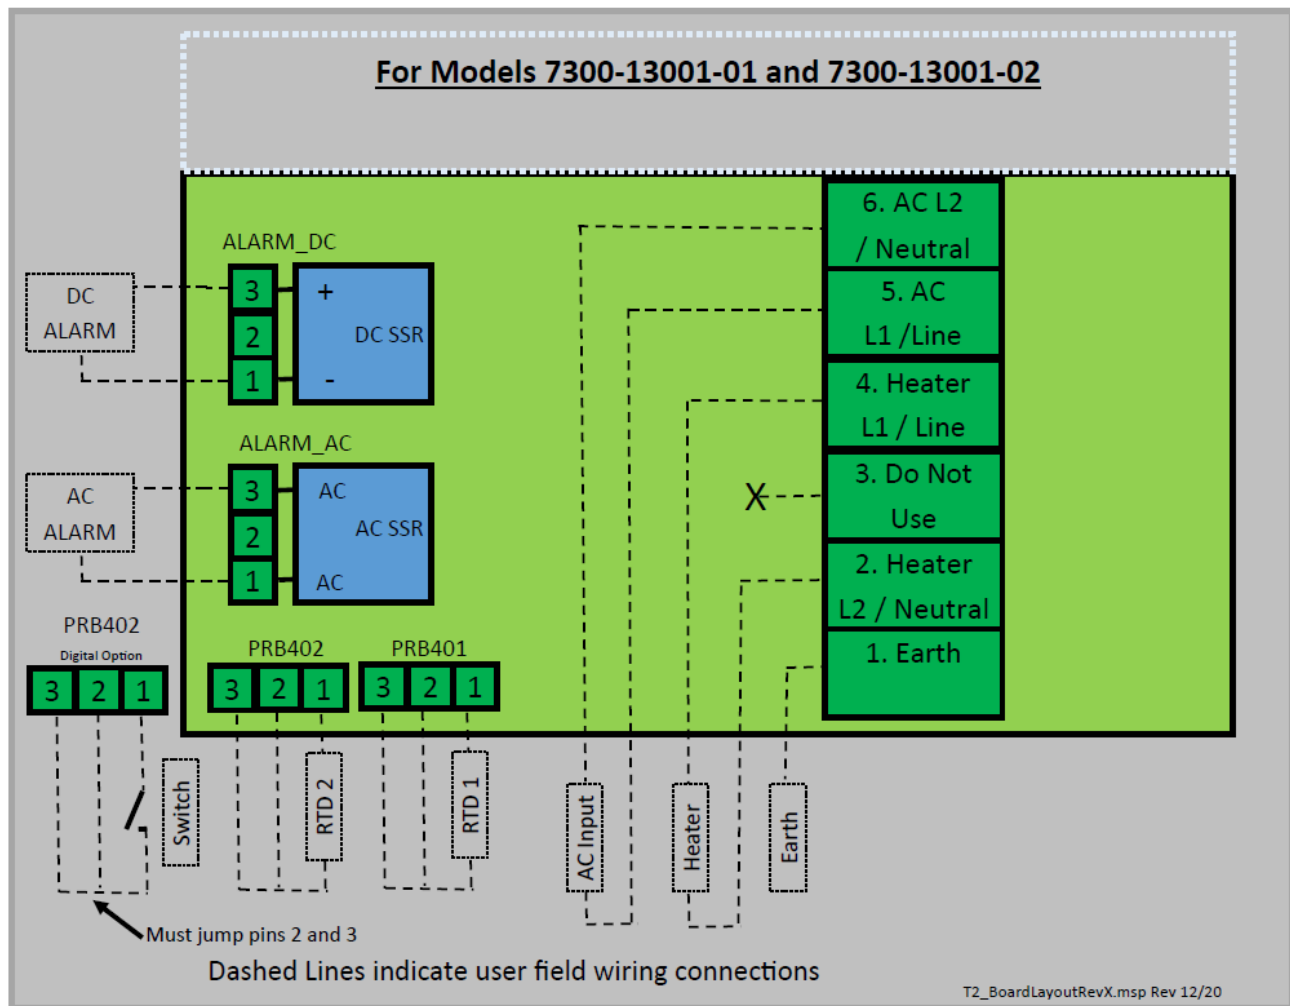 For Models 7300-13001-01 and 7300-13001-02
ALARM_DC
DC
ALARM
3
2
1
+
DC SSR
-
ALARM_AC
AC
ALARM
3
2
1
AC
AC SSR
AC
6. AC L2
/ Neutral
5. AC
L1 /Line
4. Heater
L1 / Line
3. Do Not
Use
X
2. Heater
L2 / Neutral
1. Earth
PRB402
Digital Option
3 2 1
PRB402
3 2 1
PRB401
3 2 1
Switch
RTD 2
RTD 1
AC Input
Heater
Earth
Must jump pins 2 and 3
Dashed Lines indicate user field wiring connections
T2_BoardLayoutRevX.msp Rev 12/20